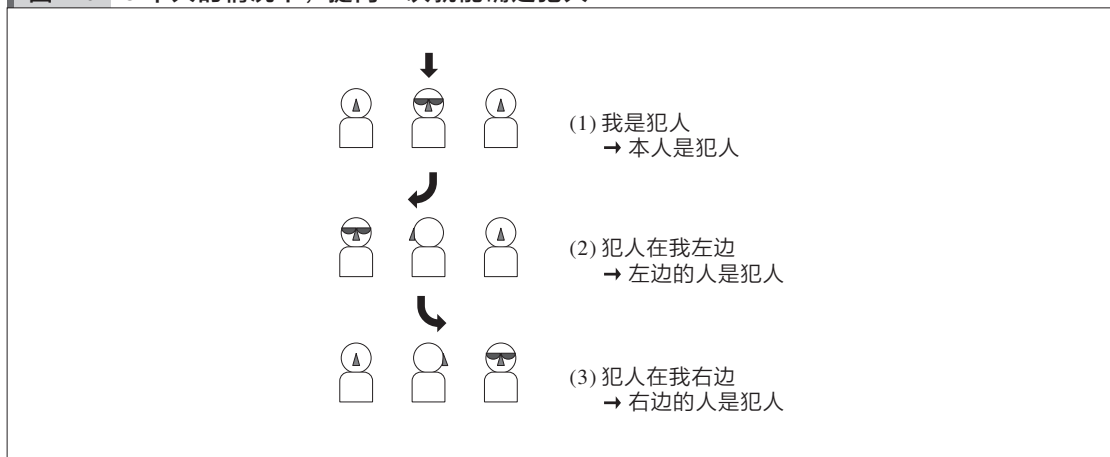 (1) 我是犯人
➞ 本人是犯人
(2) 犯人在我左边
➞ 左边的人是犯人
(3) 犯人在我右边
➞ 右边的人是犯人